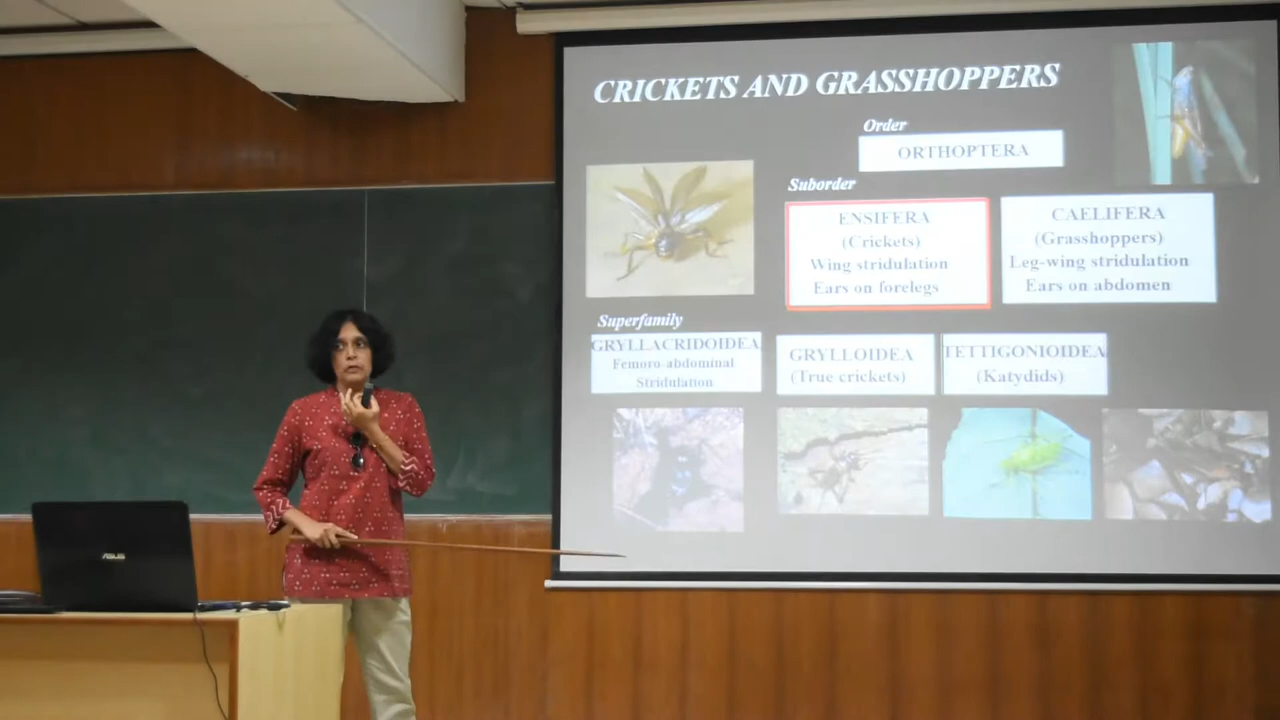 CRICKETS AND GRASSHOPPERS
Order
ORTHOPTERA
Suborder
ENSIFERA
(Crickets)
Wing stridulation
Ears on forelegs
CAELIFERA
(Grasshoppers)
Leg-wing stridulation
Ears on abdomen
Superfamily
GRYLLACRIDOIDEA
Femoro-abdominal
Stridulation
GRYLLOIDEA
(True crickets)
TETTIGONIOIDEA
(Katydids)
ASUS